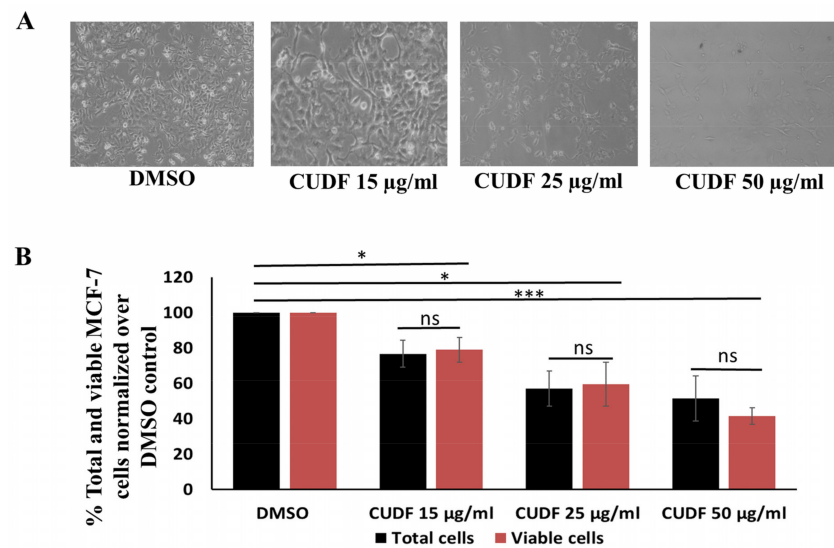 A
DMSO
CUDF 15 µg/ml
CUDF 25 µg/ml
CUDF 50 µg/ml
B
% Total and viable MCF-7
cells normalized over
DMSO control
120
100
80
60
40
20
0
*
*
***
ns
ns
ns
DMSO
CUDF 15 µg/ml
CUDF 25 µg/ml
CUDF 50 µg/ml
Total cells
Viable cells